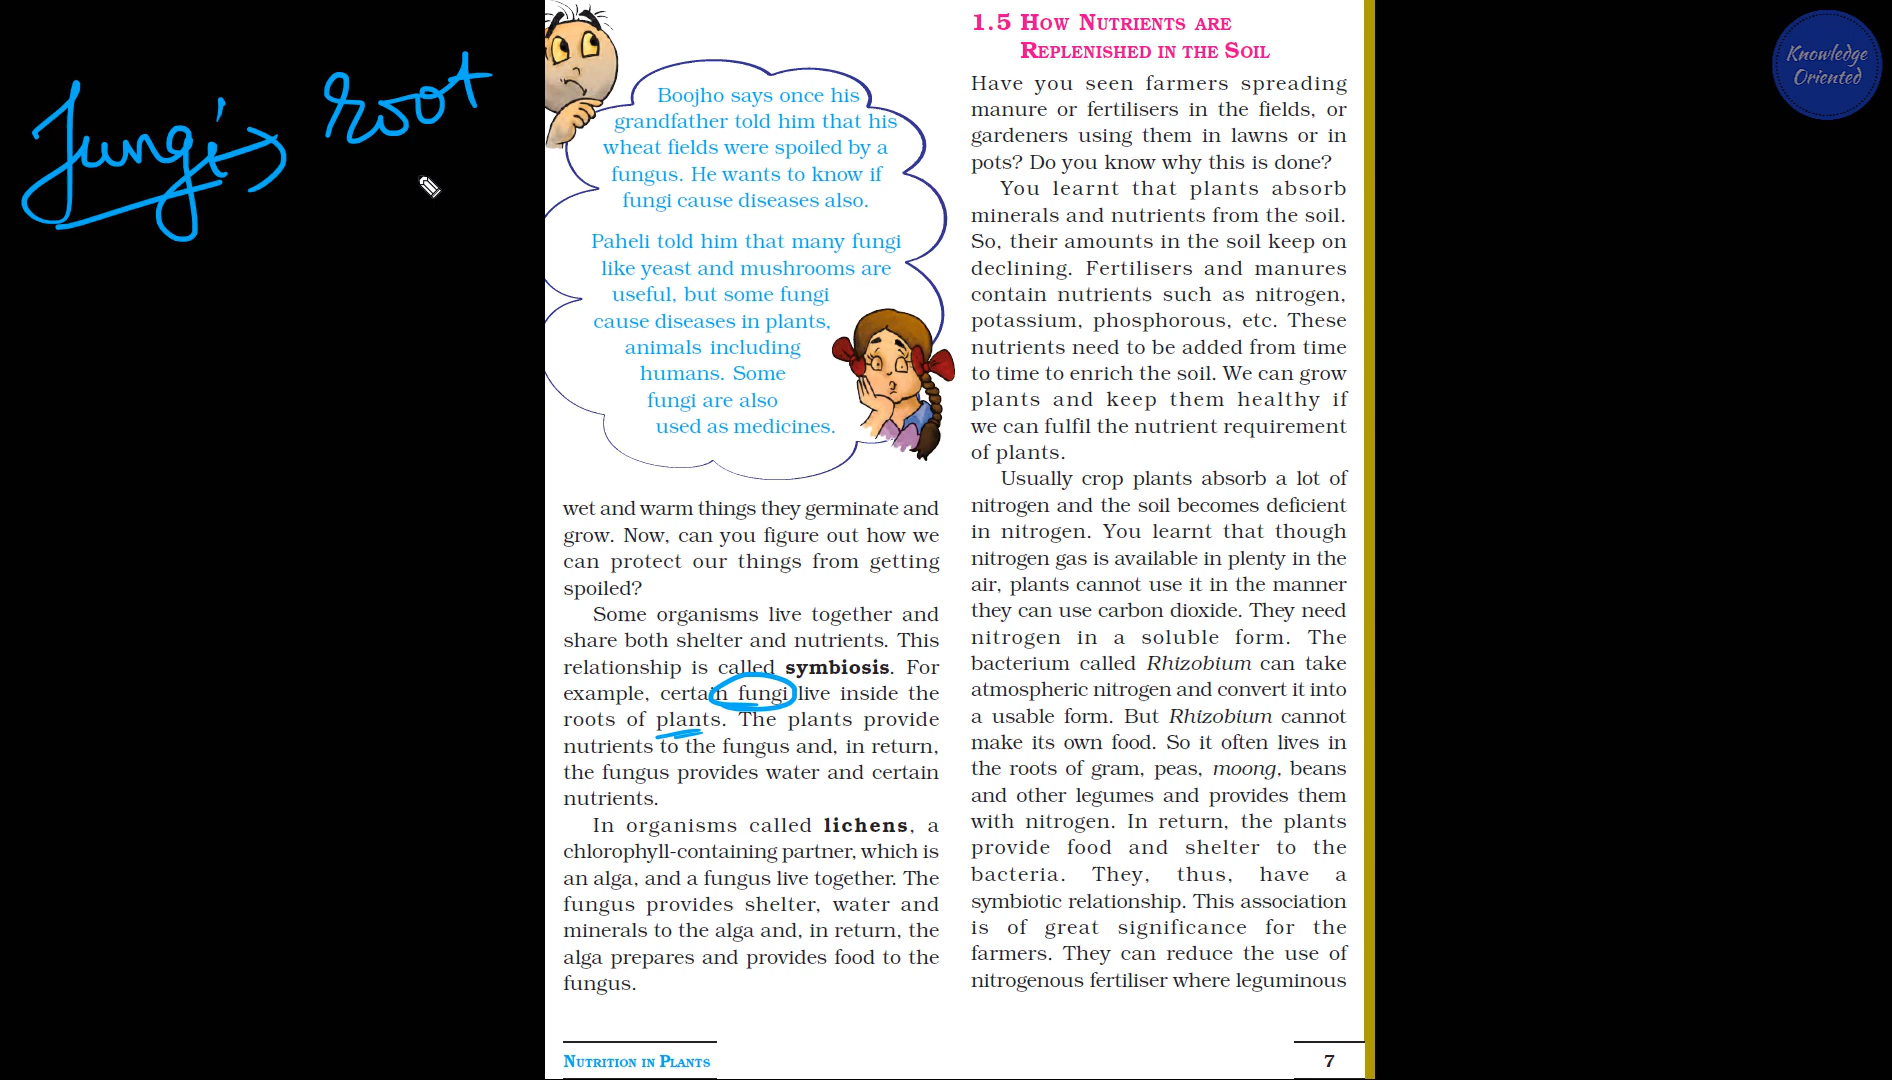 Fungi → root
Boojho says once his
grandfather told him that his
wheat fields were spoiled by a
fungus. He wants to know if
fungi cause diseases also.
Paheli told him that many fungi
like yeast and mushrooms are
useful, but some fungi
cause diseases in plants,
animals including
humans. Some
fungi are also
used as medicines.
wet and warm things they germinate and
grow. Now, can you figure out how we
can protect our things from getting
spoiled?
Some organisms live together and
share both shelter and nutrients. This
relationship is called symbiosis. For
example, certain fungi live inside the
roots of plants. The plants provide
nutrients to the fungus and, in return,
the fungus provides water and certain
nutrients.
In organisms called lichens, a
chlorophyll-containing partner, which is
an alga, and a fungus live together. The
fungus provides shelter, water and
minerals to the alga and, in return, the
alga prepares and provides food to the
fungus.
1.5 How Nutrients are
Replenished in the Soil
Have you seen farmers spreading
manure or fertilisers in the fields, or
gardeners using them in lawns or in
pots? Do you know why this is done?
You learnt that plants absorb
minerals and nutrients from the soil.
So, their amounts in the soil keep on
declining. Fertilisers and manures
contain nutrients such as nitrogen,
potassium, phosphorous, etc. These
nutrients need to be added from time
to time to enrich the soil. We can grow
plants and keep them healthy if
we can fulfil the nutrient requirement
of plants.
Usually crop plants absorb a lot of
nitrogen and the soil becomes deficient
in nitrogen. You learnt that though
nitrogen gas is available in plenty in the
air, plants cannot use it in the manner
they can use carbon dioxide. They need
nitrogen in a soluble form. The
bacterium called Rhizobium can take
atmospheric nitrogen and convert it into
a usable form. But Rhizobium cannot
make its own food. So it often lives in
the roots of gram, peas, moong, beans
and other legumes and provides them
with nitrogen. In return, the plants
provide food and shelter to the
bacteria. They, thus, have a
symbiotic relationship. This association
is of great significance for the
farmers. They can reduce the use of
nitrogenous fertiliser where leguminous
Nutrition in Plants
7
Knowledge
Oriented